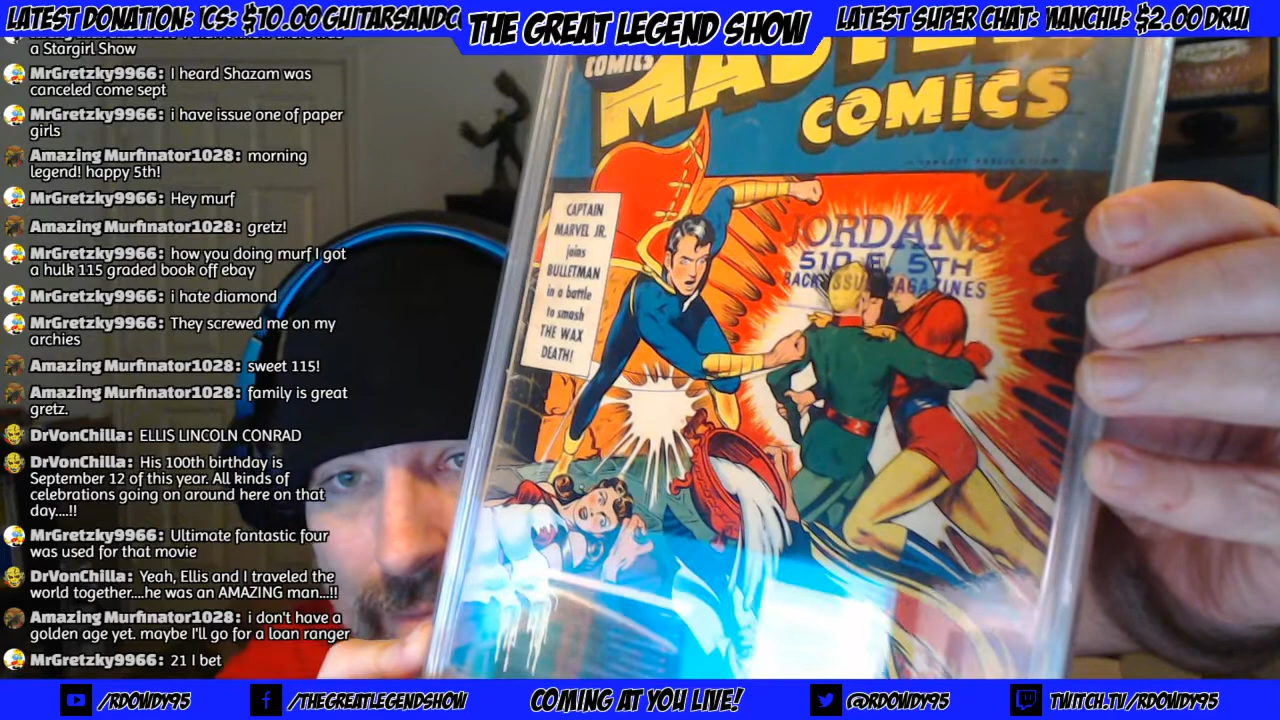 LATEST DONATION: ICS: $10.00 GUITARSANDC
THE GREAT LEGEND SHOW
LATEST SUPER CHAT: MANCHU: $2.00 DRUI
a Stargirl Show
MrGretzky9966: I heard Shazam was
canceled come sept
MrGretzky9966: i have issue one of paper
girls
Amazing Murfinator1028: morning
legend! happy 5th!
MrGretzky9966: Hey murf
Amazing Murfinator1028: gretz!
MrGretzky9966: how you doing murf I got
a hulk 115 graded book off ebay
MrGretzky9966: i hate diamond
MrGretzky9966: They screwed me on my
archies
Amazing Murfinator1028: sweet 115!
Amazing Murfinator1028: family is great
gretz.
DrVonChilla: ELLIS LINCOLN CONRAD
DrVonChilla: His 100th birthday is
September 12 of this year. All kinds of
celebrations going on around here on that
day....!!
MrGretzky9966: Ultimate fantastic four
was used for that movie
DrVonChilla: Yeah, Ellis and I traveled the
world together....he was an AMAZING man...!!
Amazing Murfinator1028: i don't have a
golden age yet. maybe I'll go for a loan ranger
MrGretzky9966: 21 I bet
COMICS
MASTER
COMICS
CAPTAIN
MARVEL JR.
joins
BULLETMAN
in a battle
to smash
THE WAX
DEATH!
JORDANS
510 E. 5TH
BACK ISSUE MAGAZINES
/RDOWDY95
/THEGREATLEGENDSHOW
COMING AT YOU LIVE!
@RDOWDY95
TWITCH.TV/RDOWDY95